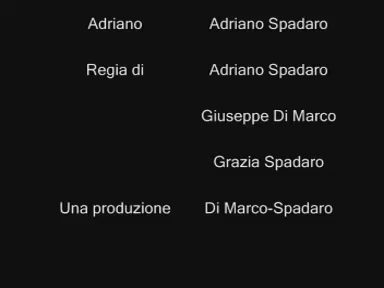 Adriano Adriano Spadaro
Regia di Adriano Spadaro
Giuseppe Di Marco
Grazia Spadaro
Una produzione Di Marco-Spadaro